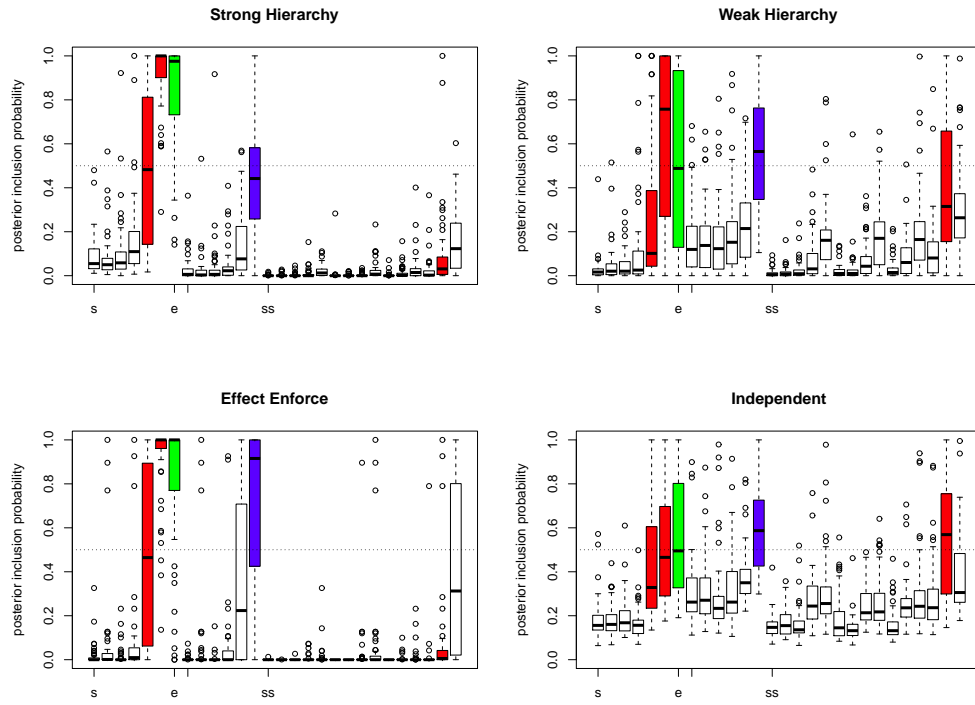 Strong Hierarchy
posterior inclusion probability
0.0 0.2 0.4 0.6 0.8 1.0
s e ss
Weak Hierarchy
posterior inclusion probability
0.0 0.2 0.4 0.6 0.8 1.0
s e ss
Effect Enforce
posterior inclusion probability
0.0 0.2 0.4 0.6 0.8 1.0
s e ss
Independent
posterior inclusion probability
0.0 0.2 0.4 0.6 0.8 1.0
s e ss